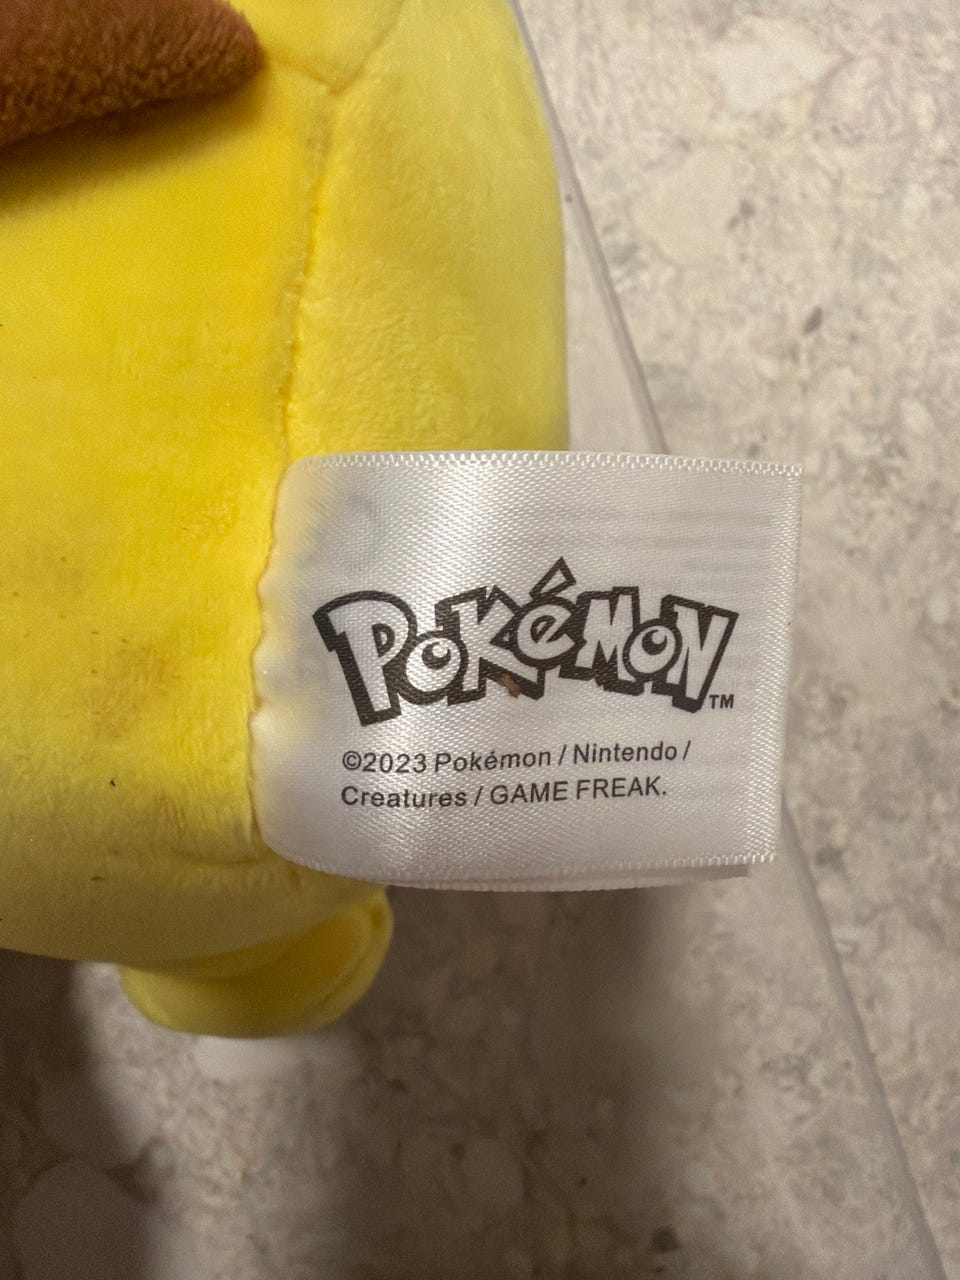 POKéMON™
©2023 Pokémon / Nintendo /
Creatures / GAME FREAK.